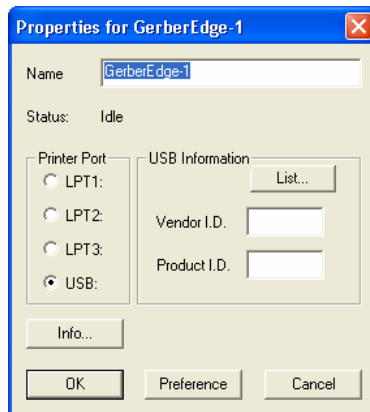 Properties for GerberEdge-1
Name GerberEdge-1
Status: Idle
Printer Port
LPT1:
LPT2:
LPT3:
USB:
USB Information
List...
Vendor I.D.
Product I.D.
Info...
OK Preference Cancel